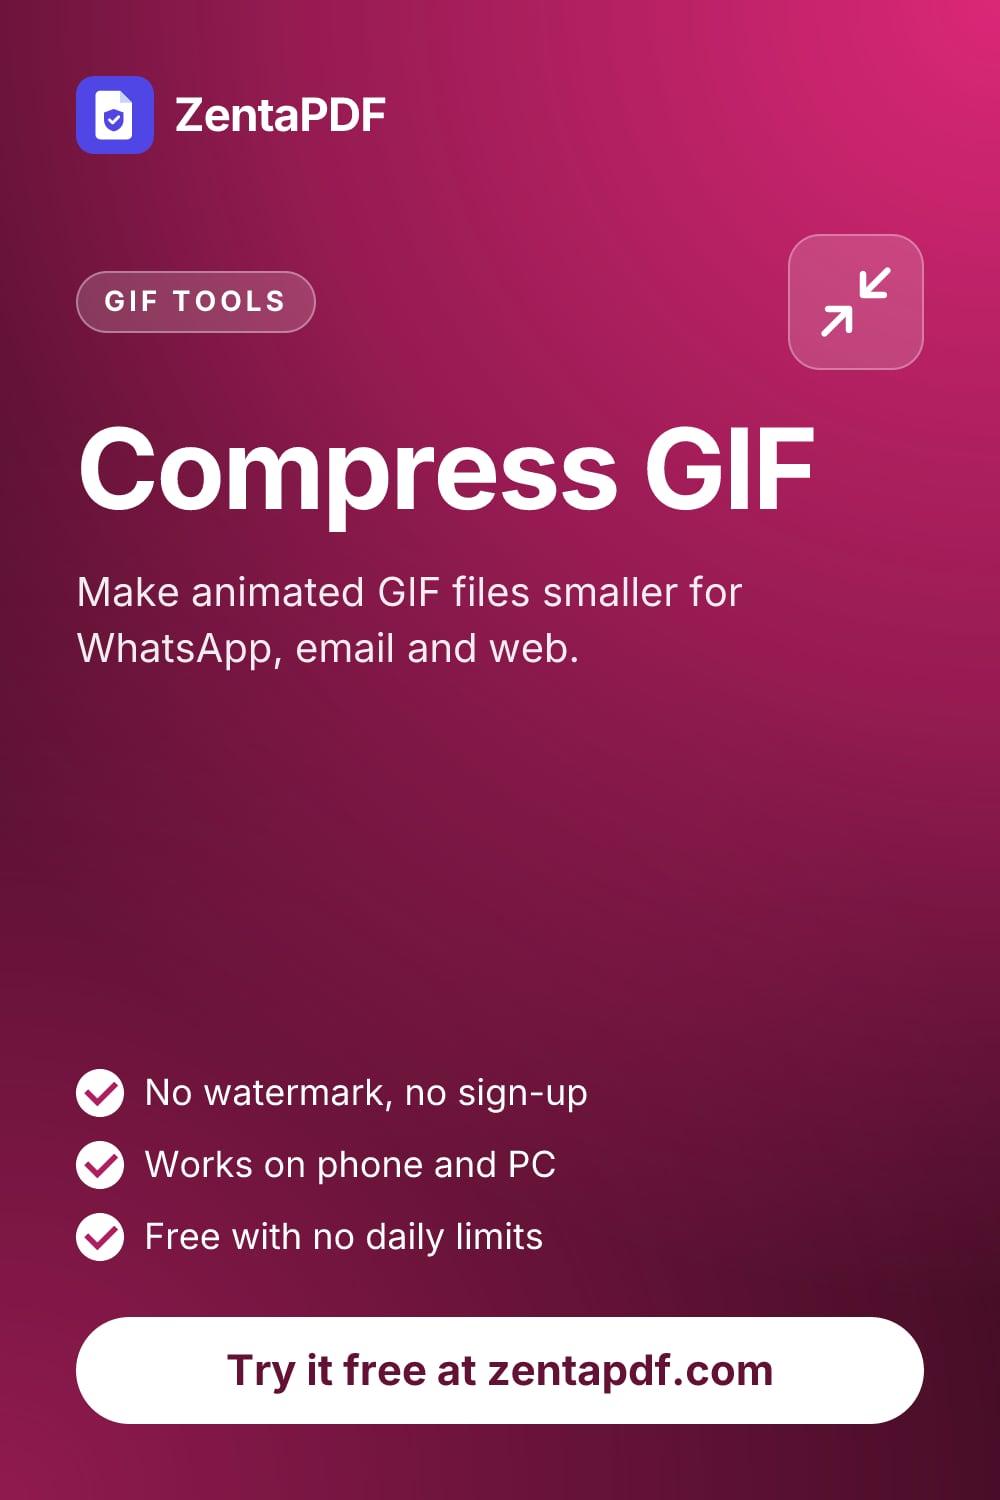 ZentaPDF
GIF TOOLS
Compress GIF
Make animated GIF files smaller for
WhatsApp, email and web.
No watermark, no sign-up
Works on phone and PC
Free with no daily limits
Try it free at zentapdf.com